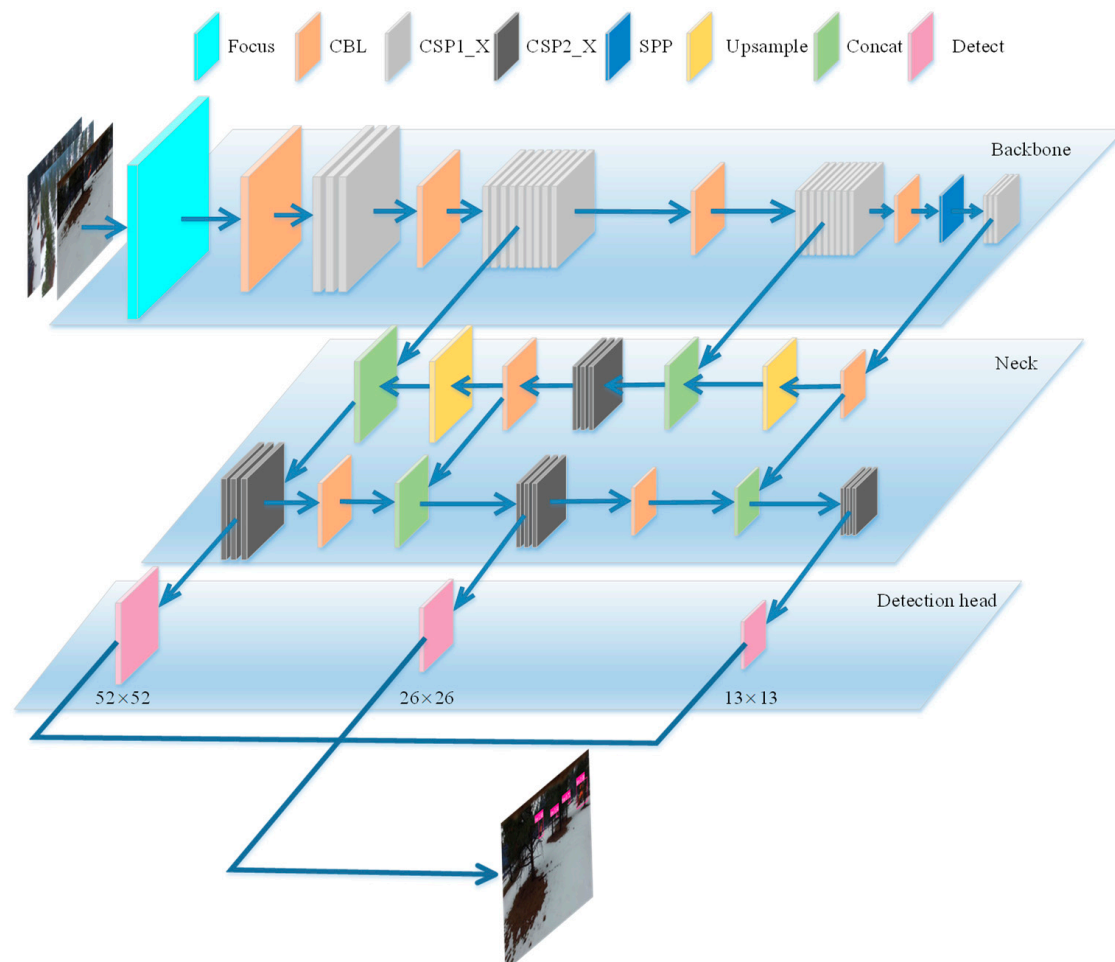 Focus CBL CSP1_X CSP2_X SPP Upsample Concat Detect
Backbone
Neck
Detection head
52×52 26×26 13×13